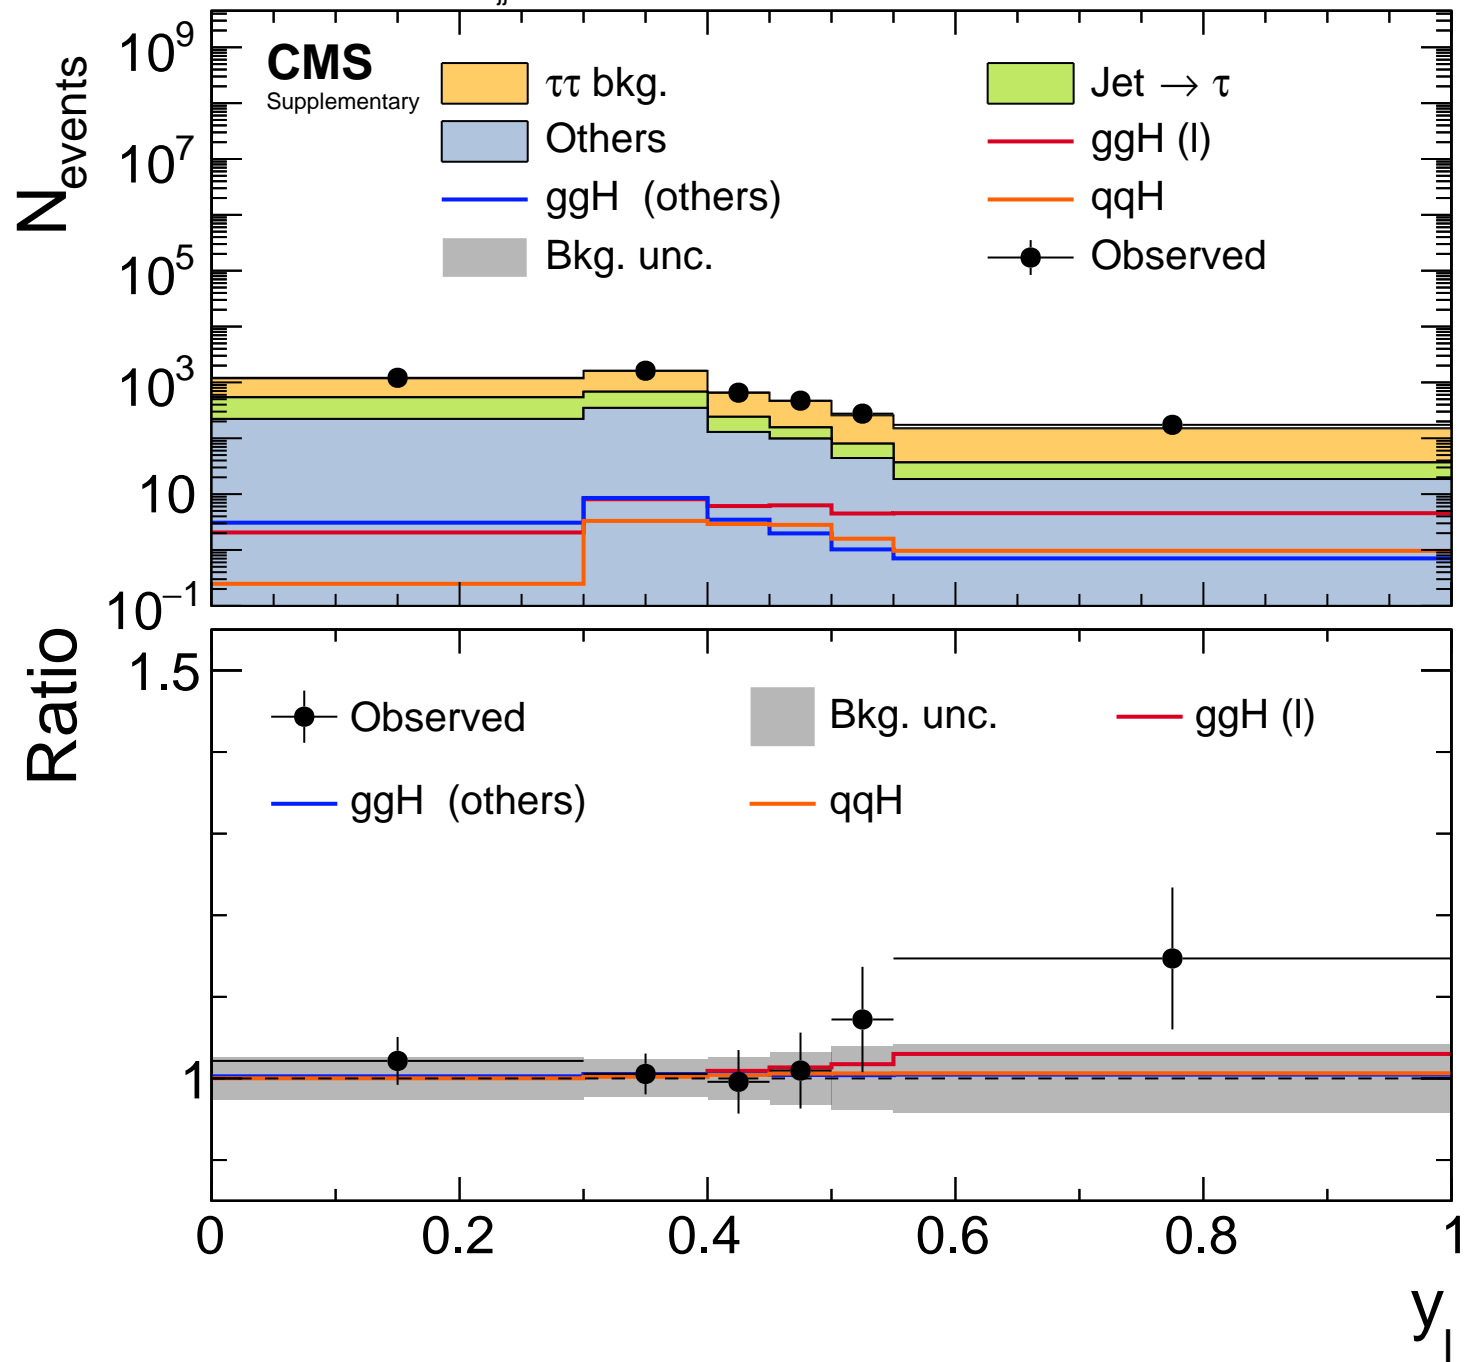 CMS
Supplementary
ττ bkg.
Jet → τ
Others
ggH (l)
ggH (others)
qqH
Bkg. unc.
Observed
N_events
10^9
10^7
10^5
10^3
10
10^−1
Ratio
1.5
1
Observed
Bkg. unc.
ggH (l)
ggH (others)
qqH
0 0.2 0.4 0.6 0.8 1
y_l